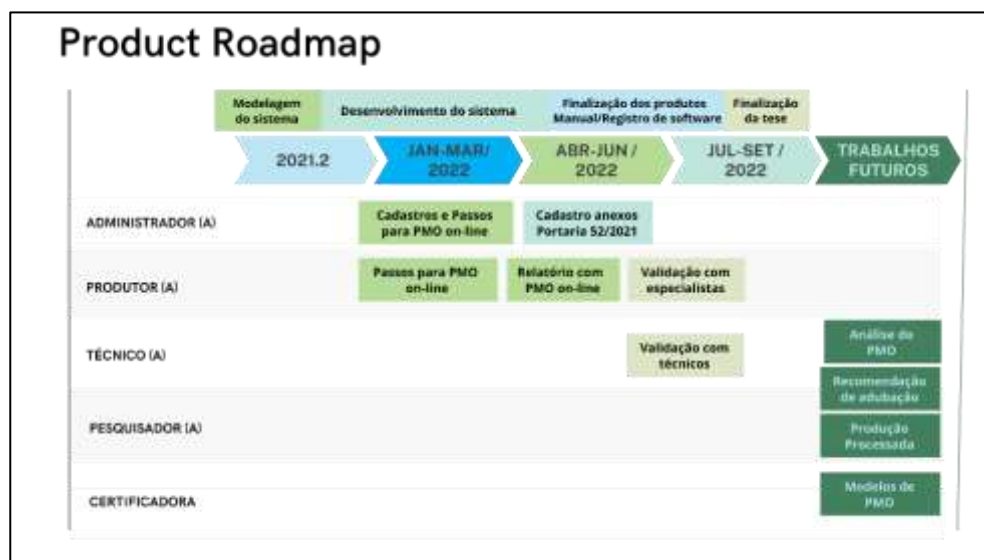 Product Roadmap
Modelagem
do sistema
Desenvolvimento do sistema
Finalização dos produtos
Manual/Registro de software
Finalização
da tese
2021.2
JAN-MAR/
2022
ABR-JUN /
2022
JUL-SET /
2022
TRABALHOS
FUTUROS
ADMINISTRADOR (A)
Cadastros e Passos
para PMO on-line
Cadastro anexos
Portaria 52/2021
PRODUTOR (A)
Passos para PMO
on-line
Relatório com
PMO on-line
Validação com
especialistas
TÉCNICO (A)
Validação com
técnicos
Análise do
PMO
Recomendação
de adubação
PESQUISADOR (A)
Produção
Processada
CERTIFICADORA
Modelos de
PMO